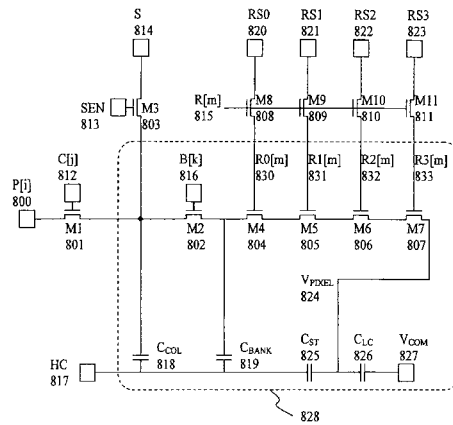 S
814
RS0
820
RS1
821
RS2
822
RS3
823
SEN
813
M3
803
R[m]
815
M8
808
M9
809
M10
810
M11
811
C[j]
812
B[k]
816
R0[m]
830
R1[m]
831
R2[m]
832
R3[m]
833
P[i]
800
M1
801
M2
802
M4
804
M5
805
M6
806
M7
807
VPIXEL
824
CCOL
818
CBANK
819
CST
825
CLC
826
VCOM
827
HC
817
828